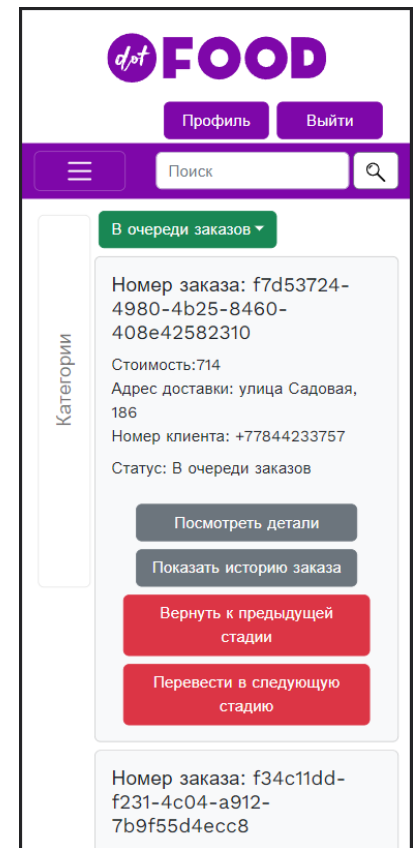 dot FOOD
Профиль Выйти
Поиск
В очереди заказов
Категории
Номер заказа: f7d53724-
4980-4b25-8460-
408e42582310
Стоимость:714
Адрес доставки: улица Садовая,
186
Номер клиента: +77844233757
Статус: В очереди заказов
Посмотреть детали
Показать историю заказа
Вернуть к предыдущей
стадии
Перевести в следующую
стадию
Номер заказа: f34c11dd-
f231-4c04-a912-
7b9f55d4ecc8